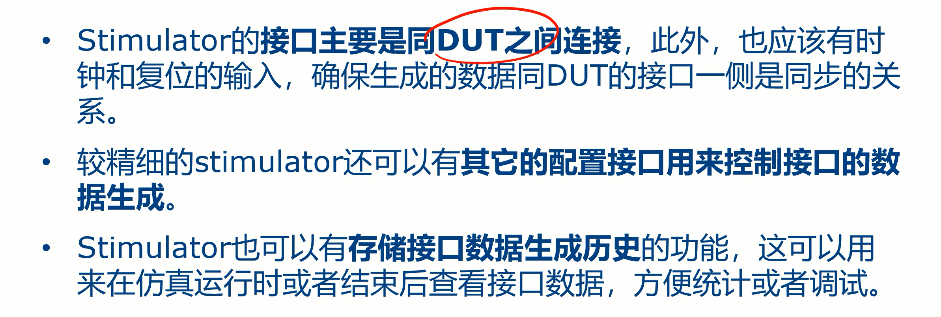 • Stimulator的接口主要是同DUT之间连接，此外，也应该有时
钟和复位的输入，确保生成的数据同DUT的接口一侧是同步的关
系。
• 较精细的stimulator还可以有其它的配置接口用来控制接口的数
据生成。
• Stimulator也可以有存储接口数据生成历史的功能，这可以用
来在仿真运行时或者结束后查看接口数据，方便统计或者调试。